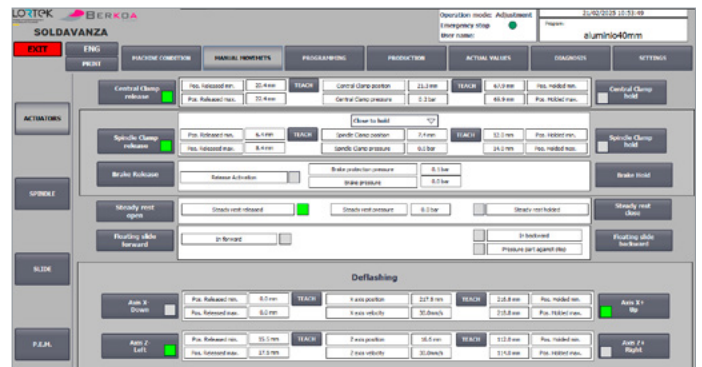 LORTEK BERKOA
SOLDAVANZA
Operation mode: Adjustment
Emergency stop
User name:
21/02/2025 10:53:49
Program:
aluminio40mm
EXIT
ENG
PRINT
MACHINE CONDITION
MANUAL MOVEMENTS
PROGRAMMING
PRODUCTION
ACTUAL VALUES
DIAGNOSIS
SETTINGS
ACTUATORS
SPINDLE
SLIDE
P.E.M.
Central Clamp release
Pos. Released min. 20.4 mm TEACH Central Clamp position 21.3 mm TEACH 67.9 mm Pos. Holded min.
Pos. Released max. 22.4 mm Central Clamp pressure 0.2 bar 69.9 mm Pos. Holded max.
Central Clamp hold
Close to hold
Spindle Clamp release
Pos. Released min. 6.4 mm TEACH Spindle Clamp position 7.4 mm TEACH 12.0 mm Pos. Holded min.
Pos. Released max. 8.4 mm Spindle Clamp pressure 0.0 bar 14.0 mm Pos. Holded max.
Spindle Clamp hold
Brake Release
Release Activation
Brake protection pressure 0.1 bar
Brake pressure 0.0 bar
Brake Hold
Steady rest open
Steady rest released
Steady rest pressure 0.0 bar
Steady rest holded
Steady rest close
Floating slide forward
In forward
In backward
Pressure part against stop
Floating slide backward
Deflashing
Axis X- Down
Pos. Released min. 0.0 mm TEACH X axis position 217.9 mm TEACH 215.8 mm Pos. Holded min.
Pos. Released max. 0.0 mm X axis velocity 30.0mm/s 219.8 mm Pos. Holded max.
Axis X+ Up
Axis Z- Left
Pos. Released min. 15.5 mm TEACH Z axis position 16.6 mm TEACH 112.0 mm Pos. Holded min.
Pos. Released max. 17.5 mm Z axis velocity 30.0mm/s 114.0 mm Pos. Holded max.
Axis Z+ Right